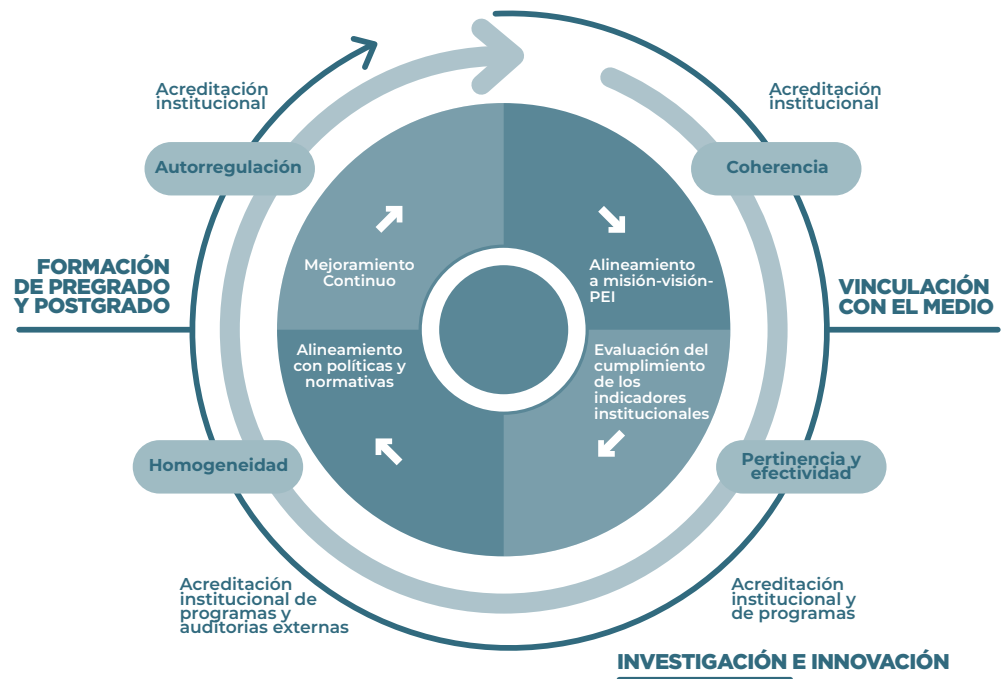 Acreditación
institucional
Acreditación
institucional
Autorregulación
Coherencia
Mejoramiento
Continuo
Alineamiento
a misión-visión-
PEI
FORMACIÓN
DE PREGRADO
Y POSTGRADO
VINCULACIÓN
CON EL MEDIO
Alineamiento
con políticas y
normativas
Evaluación del
cumplimiento
de los
indicadores
institucionales
Homogeneidad
Pertinencia y
efectividad
Acreditación
institucional de
programas y
auditorias externas
Acreditación
institucional y
de programas
INVESTIGACIÓN E INNOVACIÓN